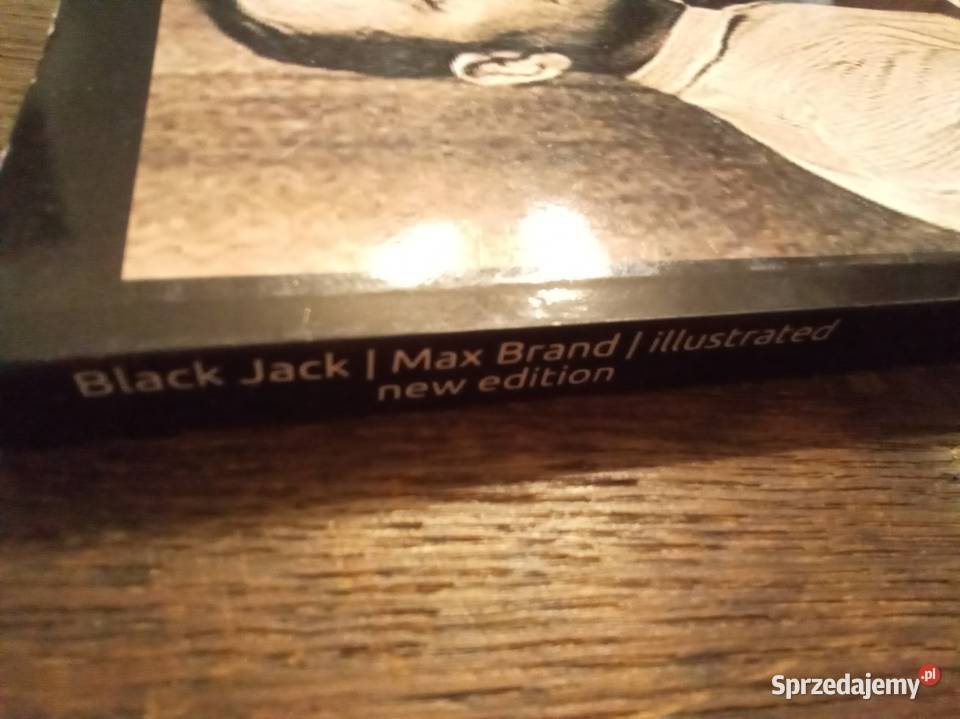 Black Jack | Max Brand | illustrated
new edition
Sprzedajemy.pl